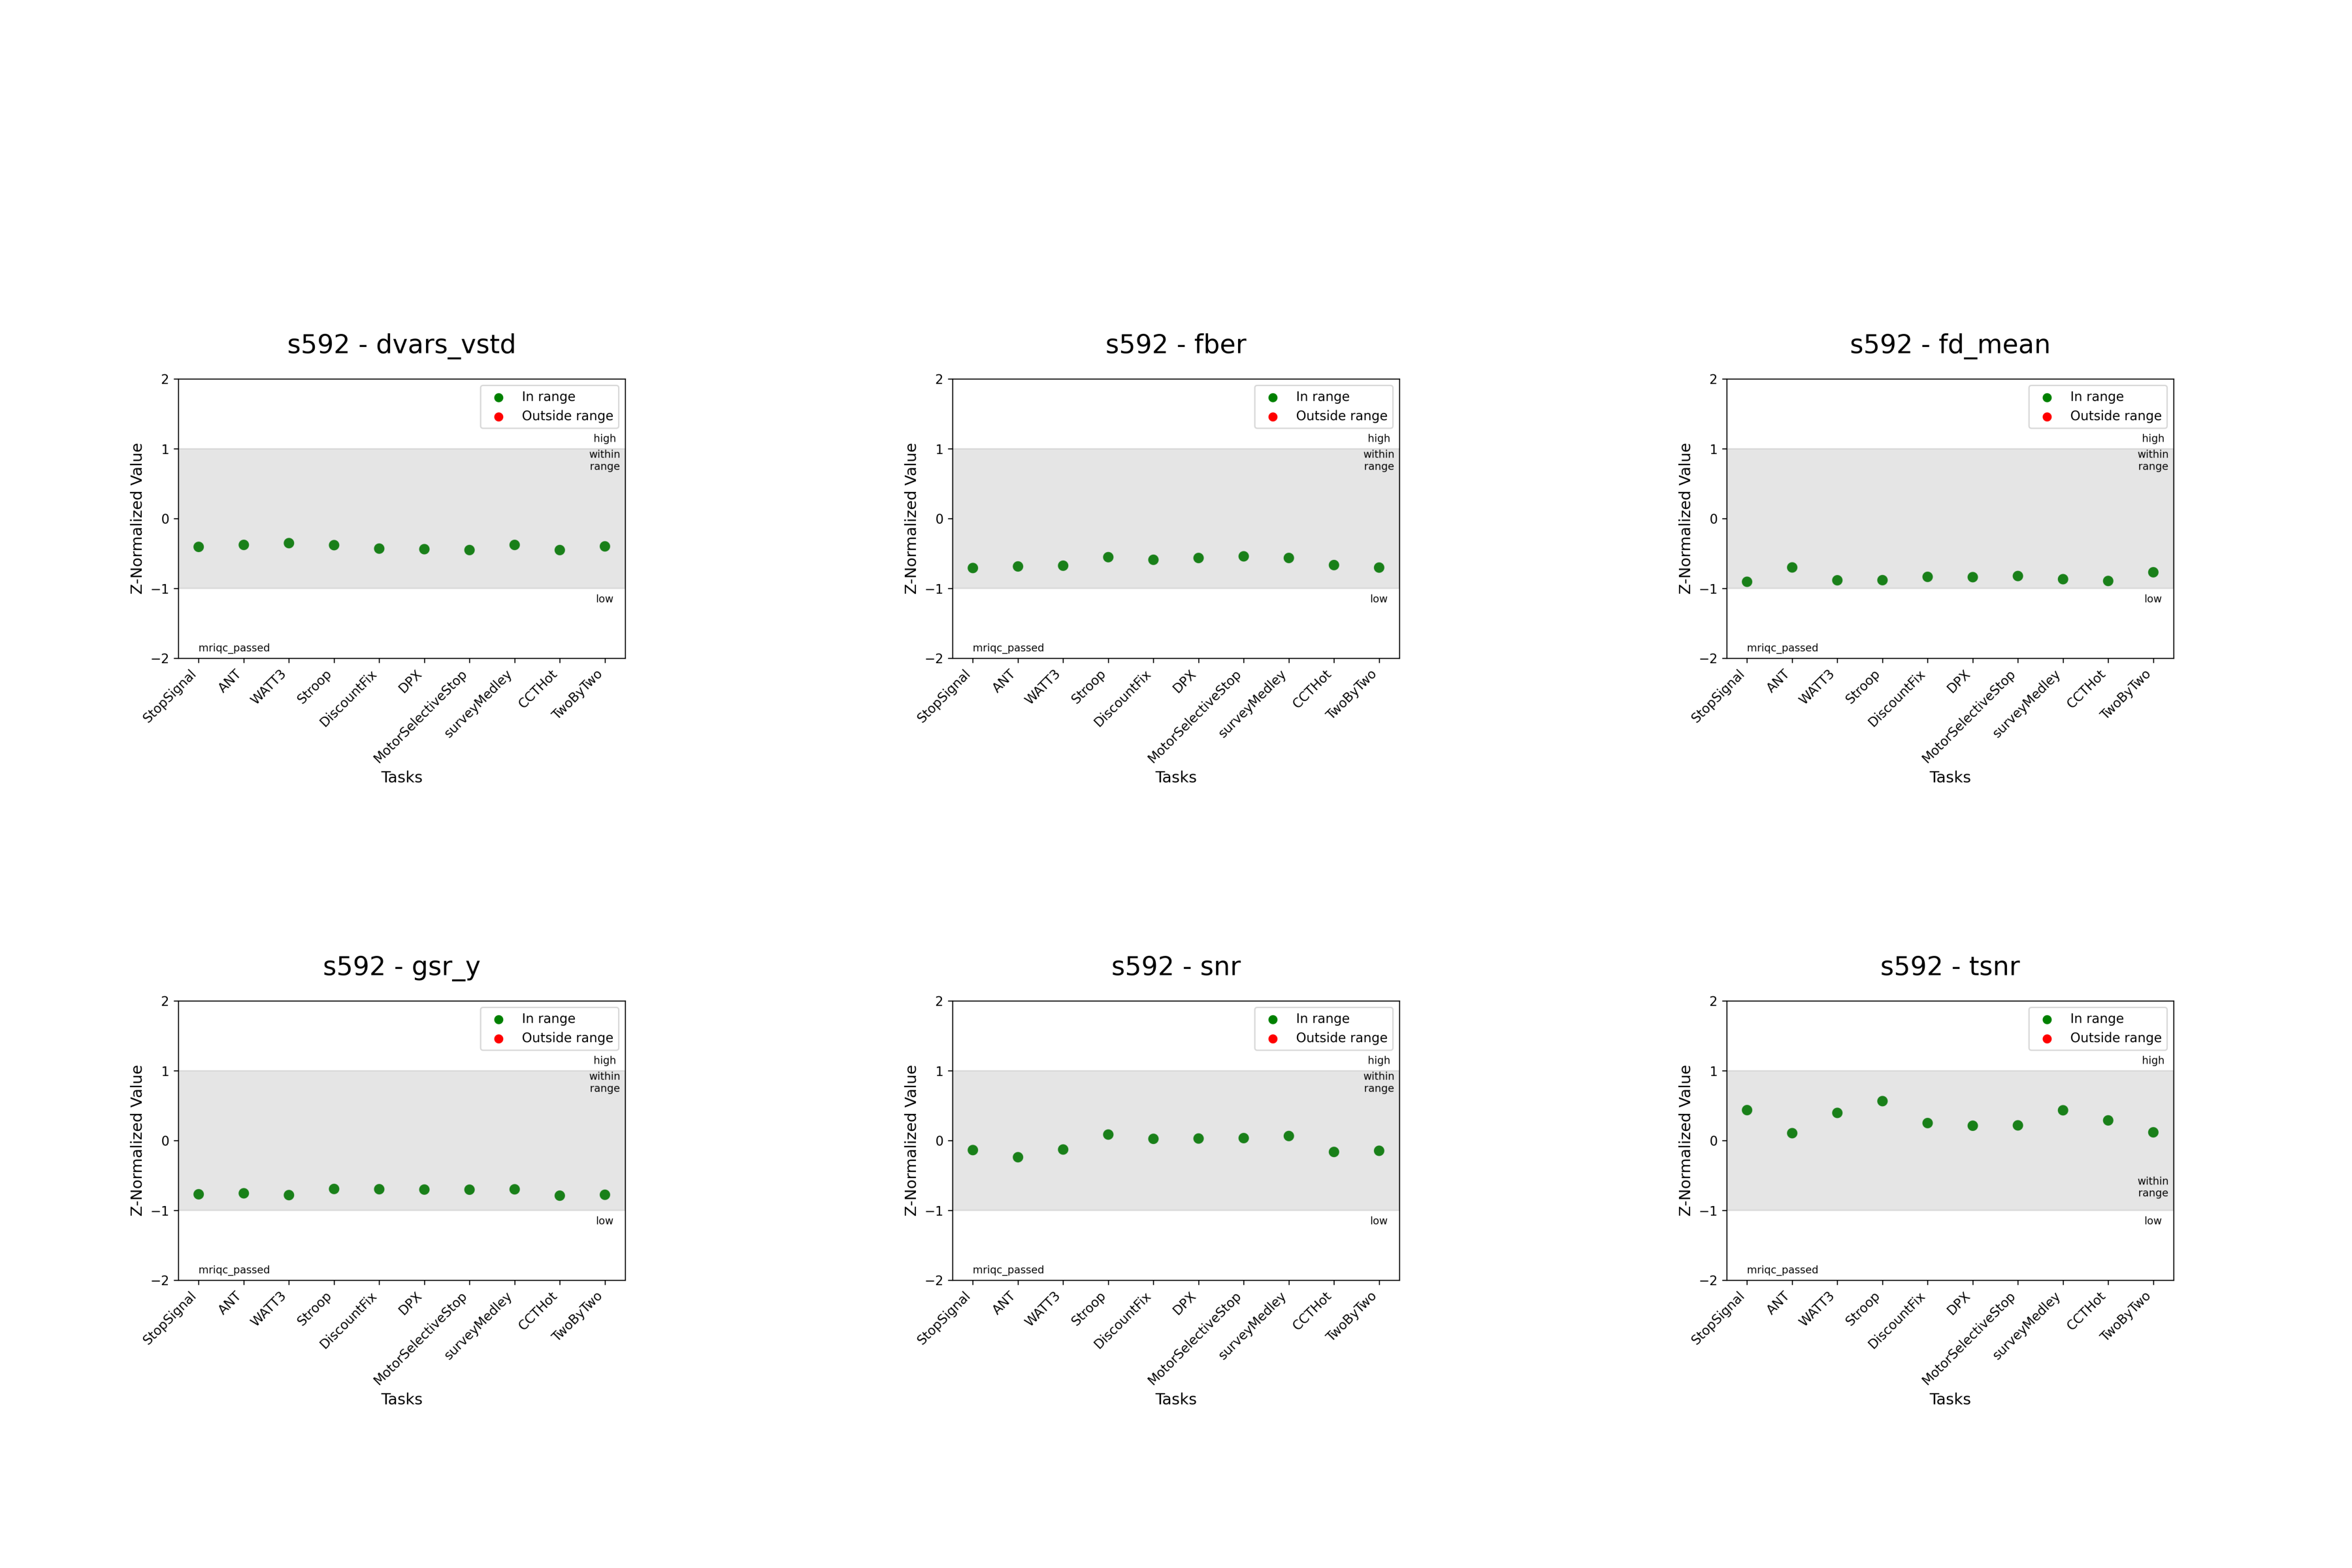 s592 - dvars_vstd
2
1
0
−1
−2
Z-Normalized Value
In range
Outside range
high
within
range
low
mriqc_passed
StopSignal
ANT
WATT3
Stroop
DiscountFix
DPX
MotorSelectiveStop
surveyMedley
CCTHot
TwoByTwo
Tasks
s592 - fber
2
1
0
−1
−2
Z-Normalized Value
In range
Outside range
high
within
range
low
mriqc_passed
StopSignal
ANT
WATT3
Stroop
DiscountFix
DPX
MotorSelectiveStop
surveyMedley
CCTHot
TwoByTwo
Tasks
s592 - fd_mean
2
1
0
−1
−2
Z-Normalized Value
In range
Outside range
high
within
range
low
mriqc_passed
StopSignal
ANT
WATT3
Stroop
DiscountFix
DPX
MotorSelectiveStop
surveyMedley
CCTHot
TwoByTwo
Tasks
s592 - gsr_y
2
1
0
−1
−2
Z-Normalized Value
In range
Outside range
high
within
range
low
mriqc_passed
StopSignal
ANT
WATT3
Stroop
DiscountFix
DPX
MotorSelectiveStop
surveyMedley
CCTHot
TwoByTwo
Tasks
s592 - snr
2
1
0
−1
−2
Z-Normalized Value
In range
Outside range
high
within
range
low
mriqc_passed
StopSignal
ANT
WATT3
Stroop
DiscountFix
DPX
MotorSelectiveStop
surveyMedley
CCTHot
TwoByTwo
Tasks
s592 - tsnr
2
1
0
−1
−2
Z-Normalized Value
In range
Outside range
high
within
range
low
mriqc_passed
StopSignal
ANT
WATT3
Stroop
DiscountFix
DPX
MotorSelectiveStop
surveyMedley
CCTHot
TwoByTwo
Tasks